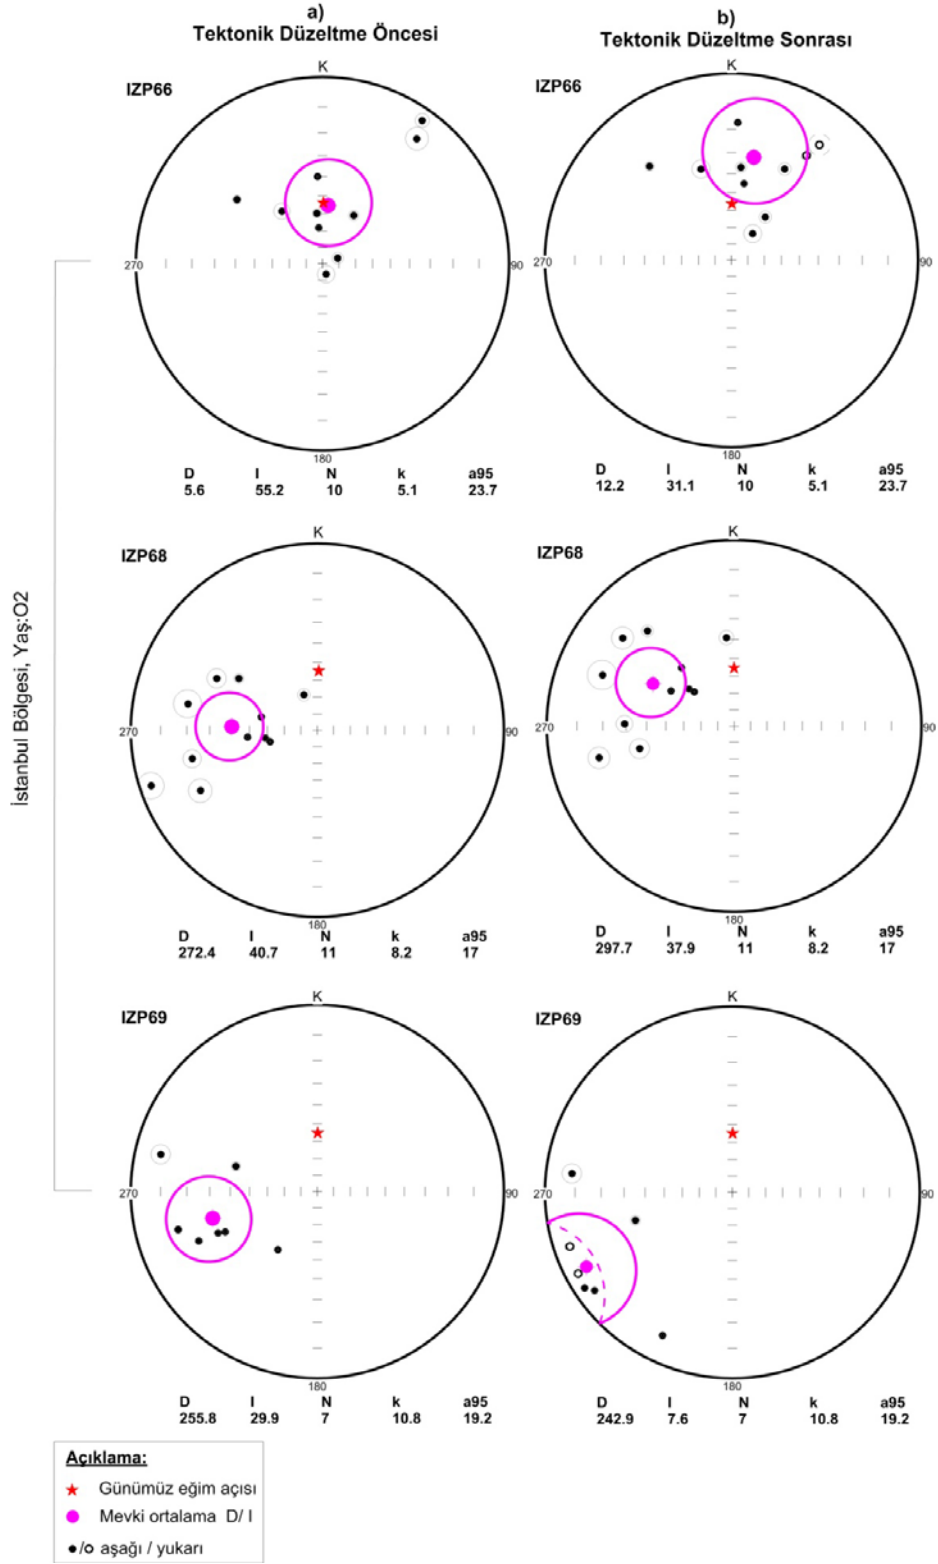 a)
Tektonik Düzeltme Öncesi
b)
Tektonik Düzeltme Sonrası
İstanbul Bölgesi, Yaş:O2
IZP66
K
270
90
180
D I N k a95
5.6 55.2 10 5.1 23.7
IZP66
K
270
90
180
D I N k a95
12.2 31.1 10 5.1 23.7
IZP68
K
270
90
180
D I N k a95
272.4 40.7 11 8.2 17
IZP68
K
270
90
180
D I N k a95
297.7 37.9 11 8.2 17
IZP69
K
270
90
180
D I N k a95
255.8 29.9 7 10.8 19.2
IZP69
K
270
90
180
D I N k a95
242.9 7.6 7 10.8 19.2
Açıklama:
Günümüz eğim açısı
Mevki ortalama D/ I
/ aşağı / yukarı